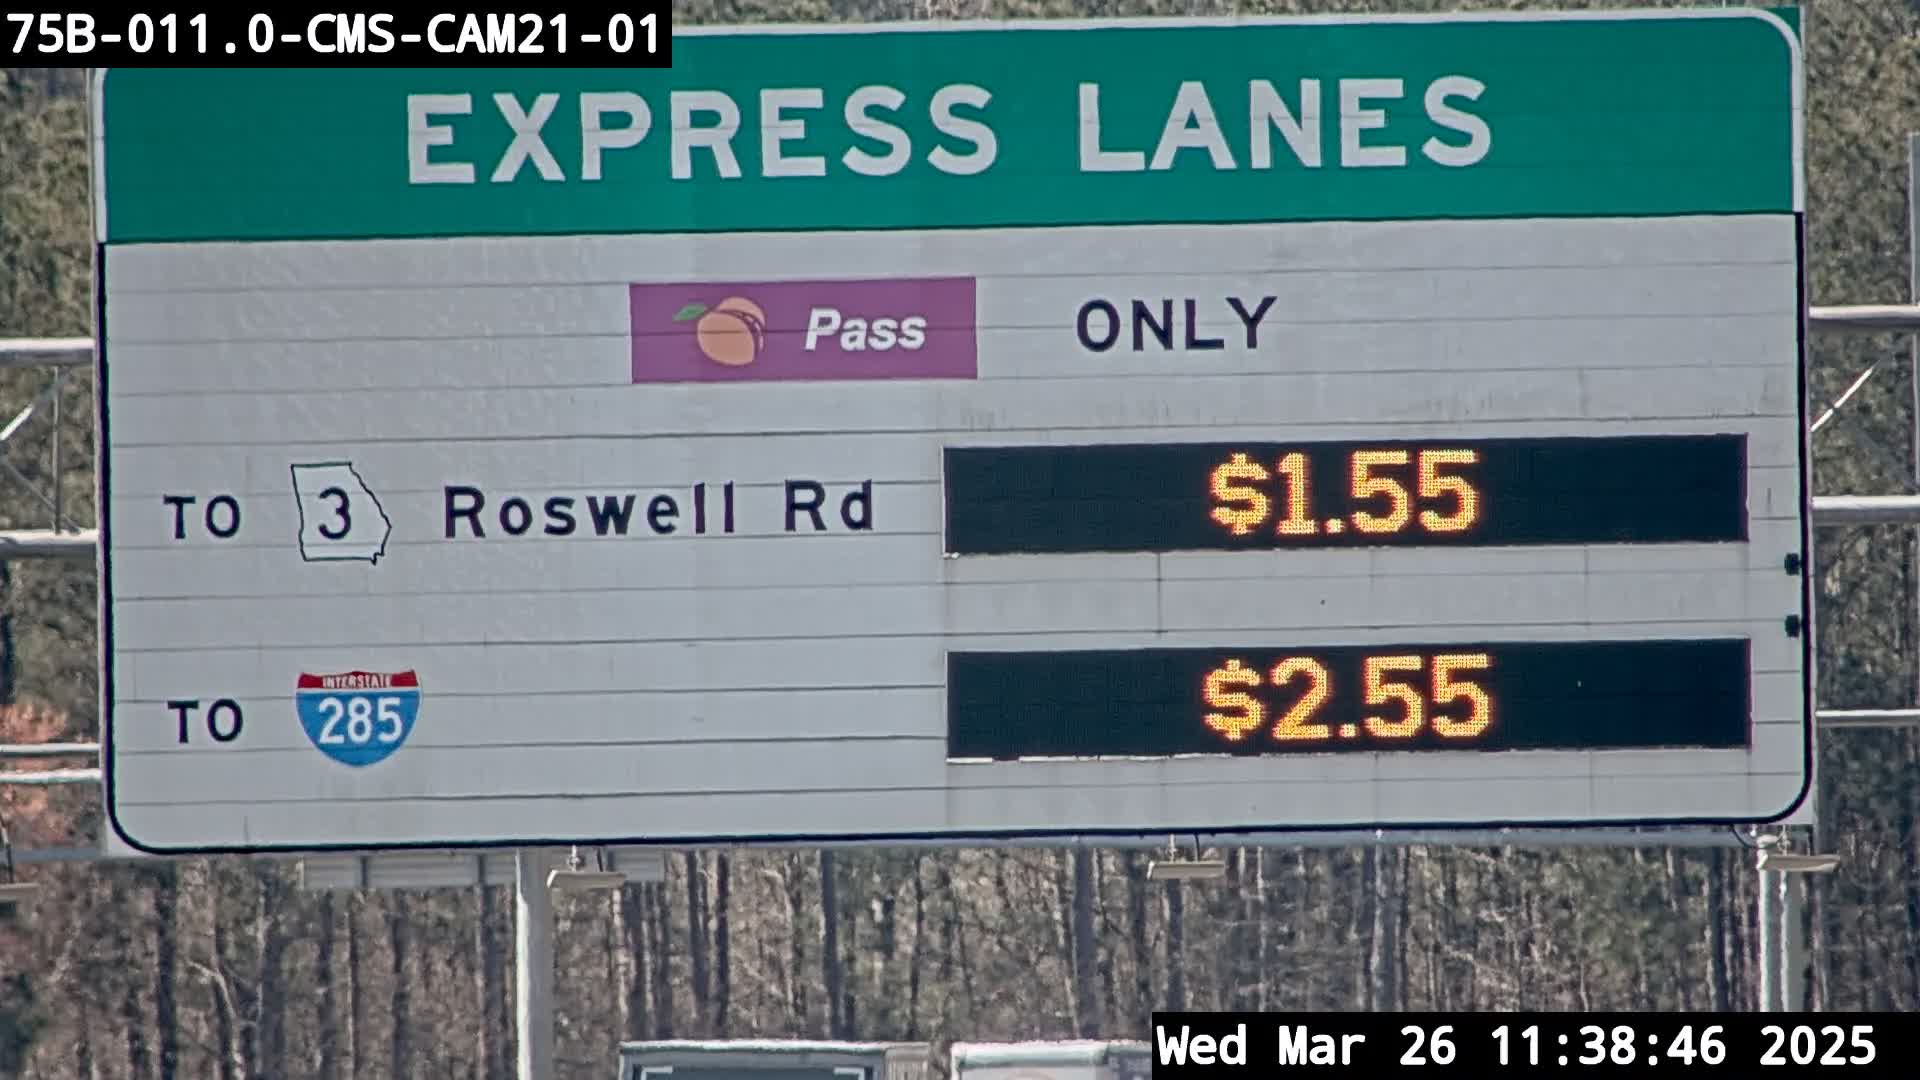 75B-011.0-CMS-CAM21-01
EXPRESS LANES
Pass ONLY
TO 3 Roswell Rd $1.55
INTERSTATE
TO 285 $2.55
Wed Mar 26 11:38:46 2025